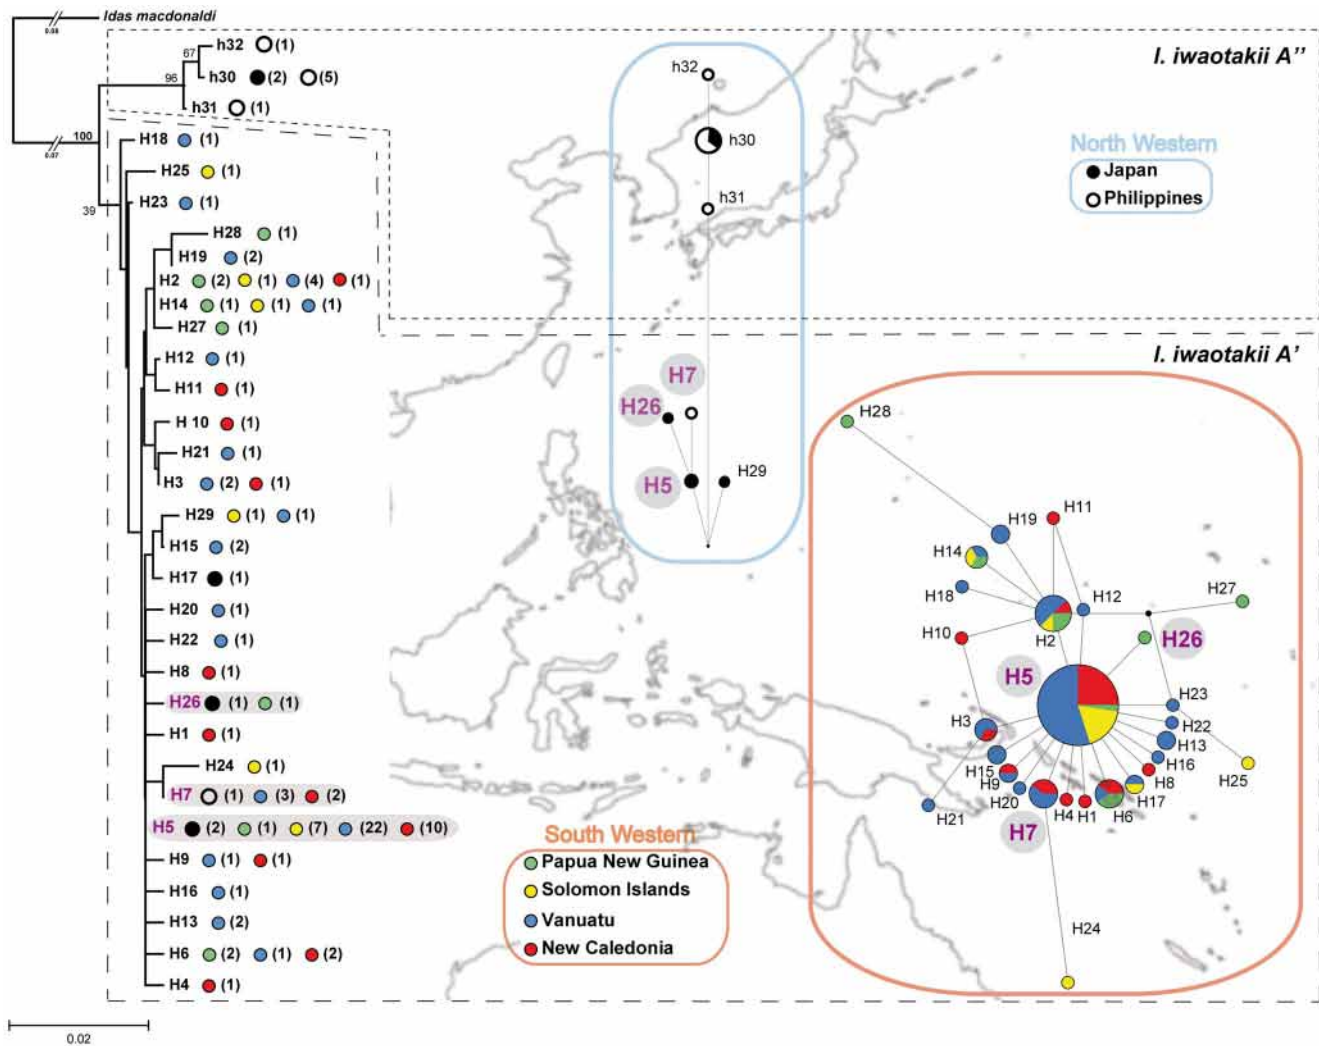 Idas macdonaldi
0.08
h32 (1)
67
h30 (2) (5)
96
h31 (1)
100
0.07
H18 (1)
H25 (1)
H23 (1)
39
H28 (1)
H19 (2)
H2 (2) (1) (4) (1)
H14 (1) (1) (1)
H27 (1)
H12 (1)
H11 (1)
H 10 (1)
H21 (1)
H3 (2) (1)
H29 (1) (1)
H15 (2)
H17 (1)
H20 (1)
H22 (1)
H8 (1)
H26 (1) (1)
H1 (1)
H24 (1)
H7 (1) (3) (2)
H5 (2) (1) (7) (22) (10)
H9 (1) (1)
H16 (1)
H13 (2)
H6 (2) (1) (2)
H4 (1)
0.02
I. iwaotakii A''
h32
h30
h31
North Western
Japan
Philippines
I. iwaotakii A'
H7
H26
H5
H29
H28
H11
H19
H14
H18
H12
H27
H10
H2
H26
H5
H23
H3
H22
H13
H15
H16
H9
H8
H25
H20
H17
H21
H4
H1
H6
H7
H24
South Western
Papua New Guinea
Solomon Islands
Vanuatu
New Caledonia